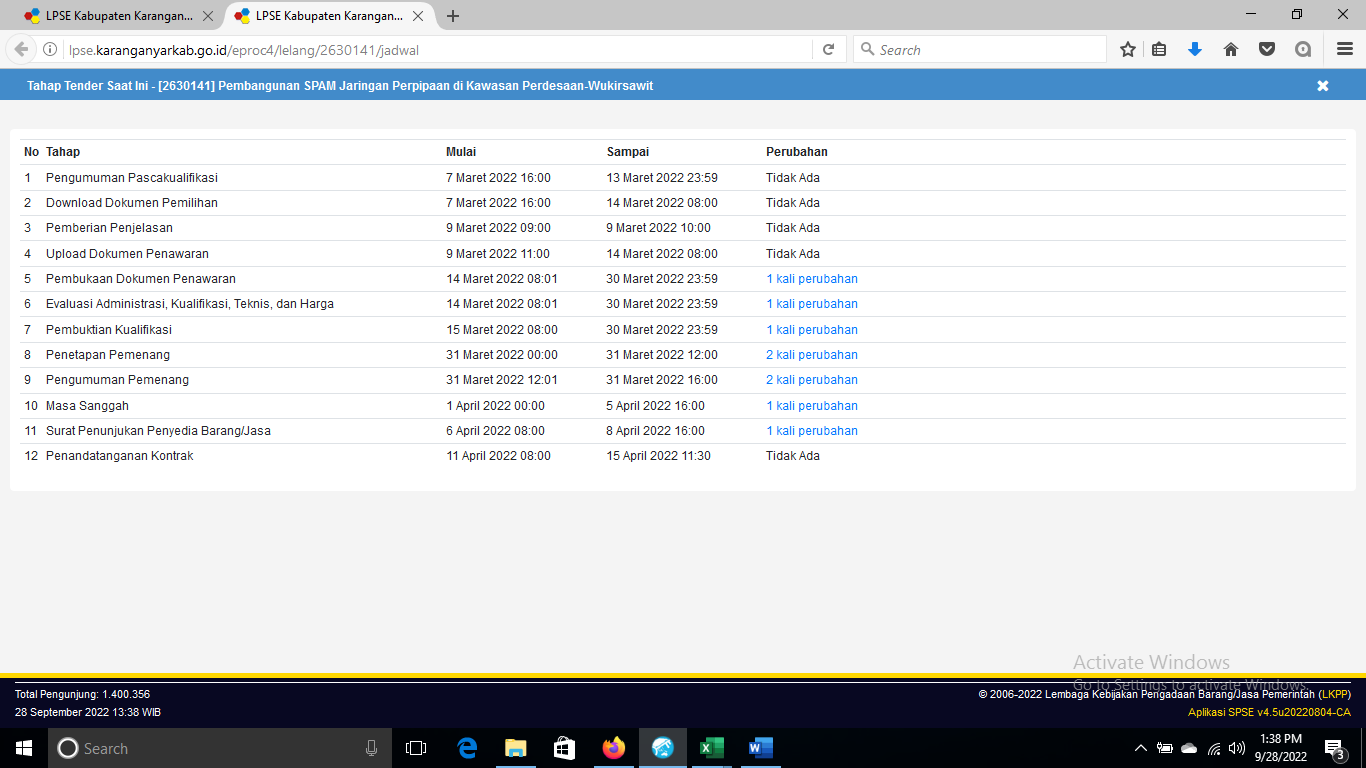 LPSE Kabupaten Karangan...
LPSE Kabupaten Karangan...
lpse.karanganyarkab.go.id/eproc4/lelang/2630141/jadwal
Search
Tahap Tender Saat Ini - [2630141] Pembangunan SPAM Jaringan Perpipaan di Kawasan Perdesaan-Wukirsawit
No Tahap Mulai Sampai Perubahan
1 Pengumuman Pascakualifikasi 7 Maret 2022 16:00 13 Maret 2022 23:59 Tidak Ada
2 Download Dokumen Pemilihan 7 Maret 2022 16:00 14 Maret 2022 08:00 Tidak Ada
3 Pemberian Penjelasan 9 Maret 2022 09:00 9 Maret 2022 10:00 Tidak Ada
4 Upload Dokumen Penawaran 9 Maret 2022 11:00 14 Maret 2022 08:00 Tidak Ada
5 Pembukaan Dokumen Penawaran 14 Maret 2022 08:01 30 Maret 2022 23:59 1 kali perubahan
6 Evaluasi Administrasi, Kualifikasi, Teknis, dan Harga 14 Maret 2022 08:01 30 Maret 2022 23:59 1 kali perubahan
7 Pembuktian Kualifikasi 15 Maret 2022 08:00 30 Maret 2022 23:59 1 kali perubahan
8 Penetapan Pemenang 31 Maret 2022 00:00 31 Maret 2022 12:00 2 kali perubahan
9 Pengumuman Pemenang 31 Maret 2022 12:01 31 Maret 2022 16:00 2 kali perubahan
10 Masa Sanggah 1 April 2022 00:00 5 April 2022 16:00 1 kali perubahan
11 Surat Penunjukan Penyedia Barang/Jasa 6 April 2022 08:00 8 April 2022 16:00 1 kali perubahan
12 Penandatanganan Kontrak 11 April 2022 08:00 15 April 2022 11:30 Tidak Ada
Activate Windows
Go to Settings to activate Windows.
Total Pengunjung: 1.400.356
© 2006-2022 Lembaga Kebijakan Pengadaan Barang/Jasa Pemerintah (LKPP)
28 September 2022 13:38 WIB
Aplikasi SPSE v4.5u20220804-CA
Search
1:38 PM
9/28/2022
3